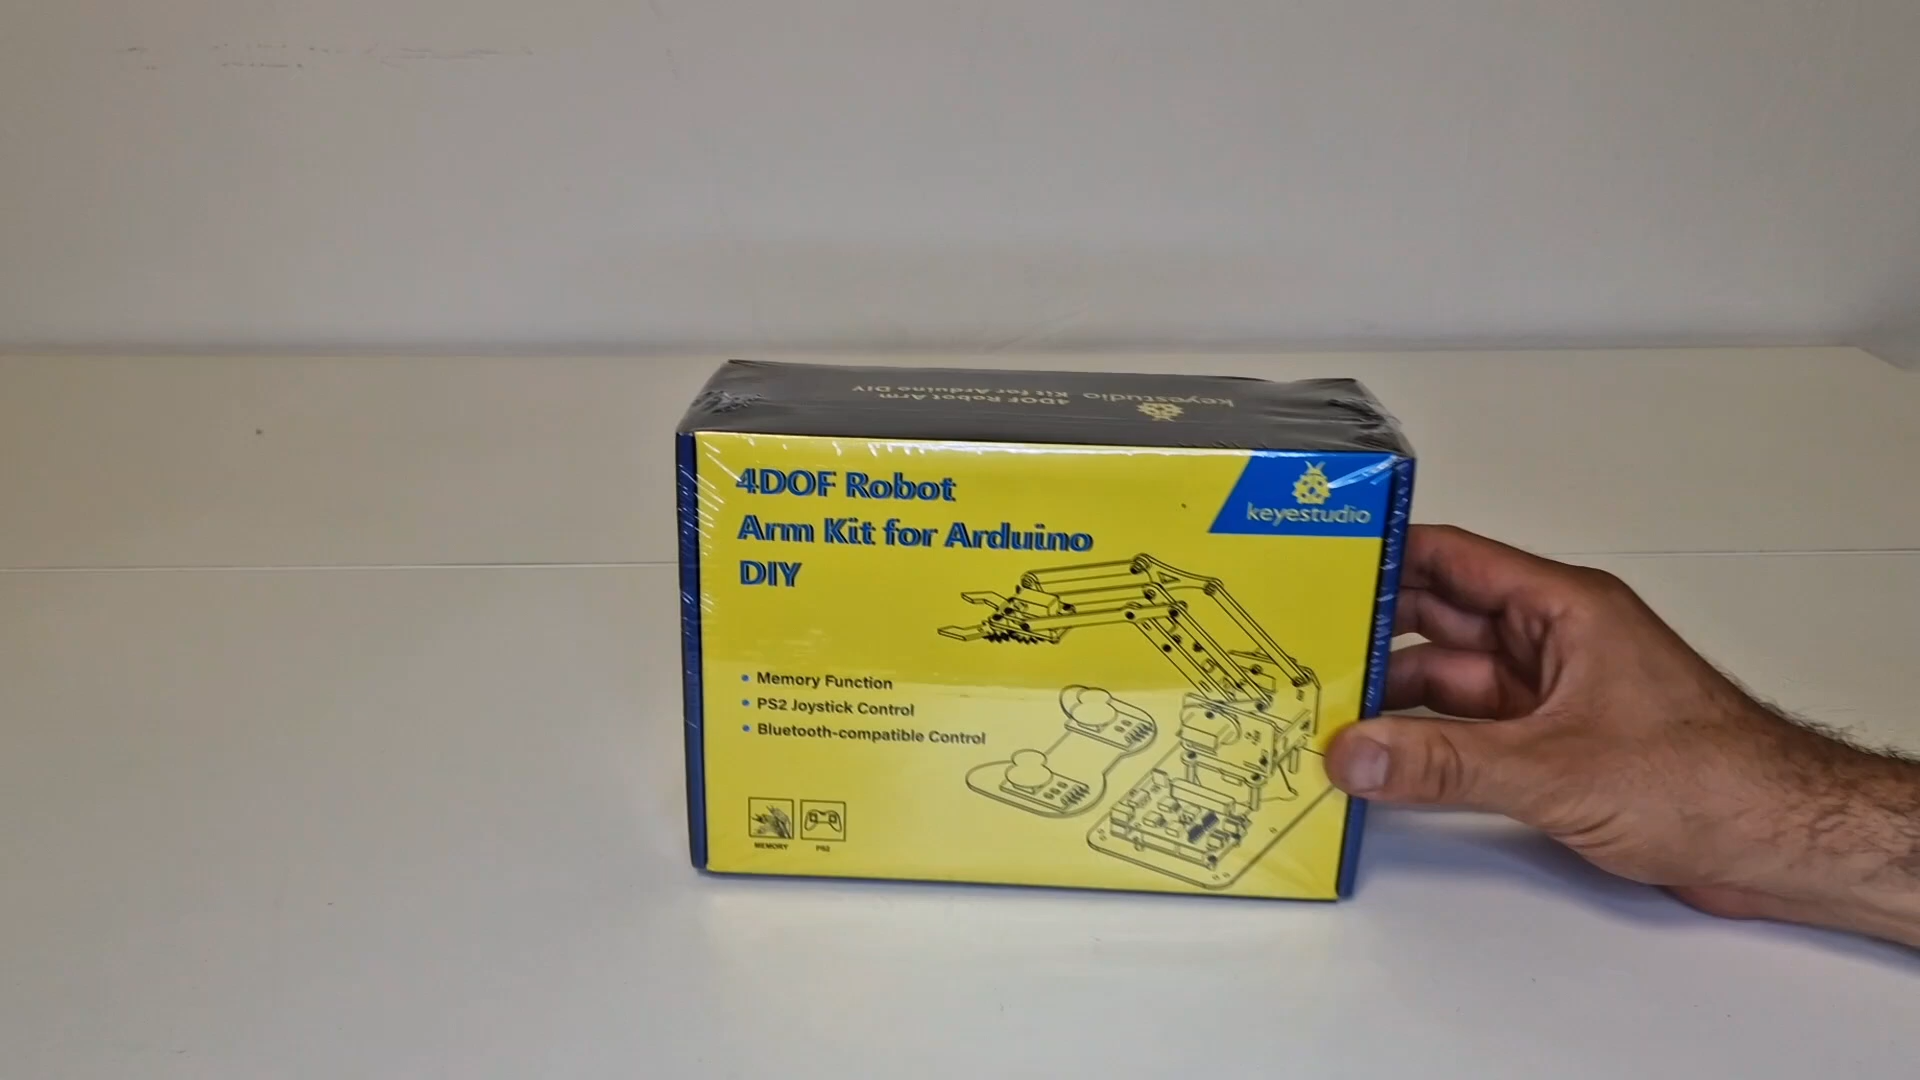 4DOF Robot Arm
Kit for Arduino DIY
keyestudio
4DOF Robot
Arm Kit for Arduino
DIY
keyestudio
• Memory Function
• PS2 Joystick Control
• Bluetooth-compatible Control
MEMORY
PS2